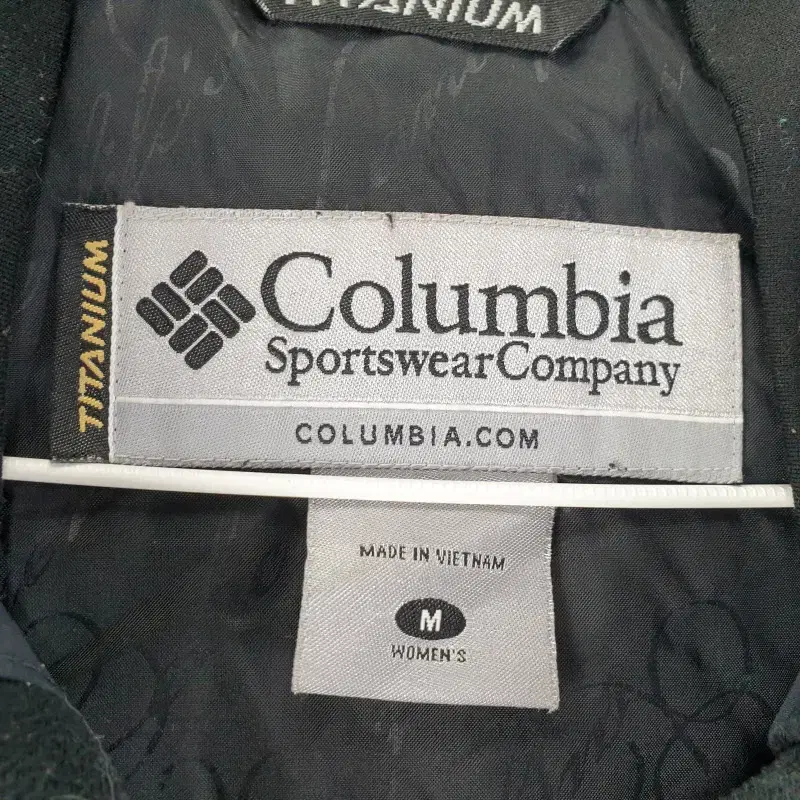 TITANIUM
TITANIUM
Columbia
SportswearCompany
COLUMBIA.COM
MADE IN VIETNAM
M
WOMEN'S